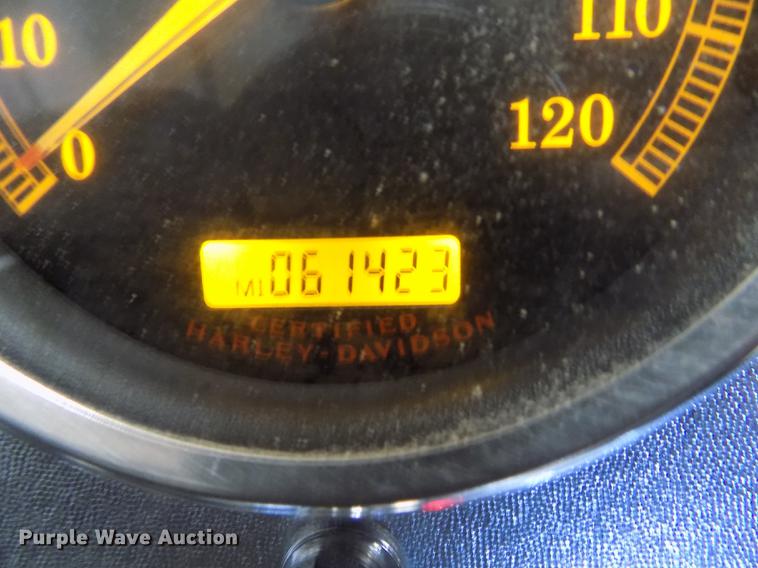 10
110
0
120
MI 061423
CERTIFIED
HARLEY-DAVIDSON
Purple Wave Auction